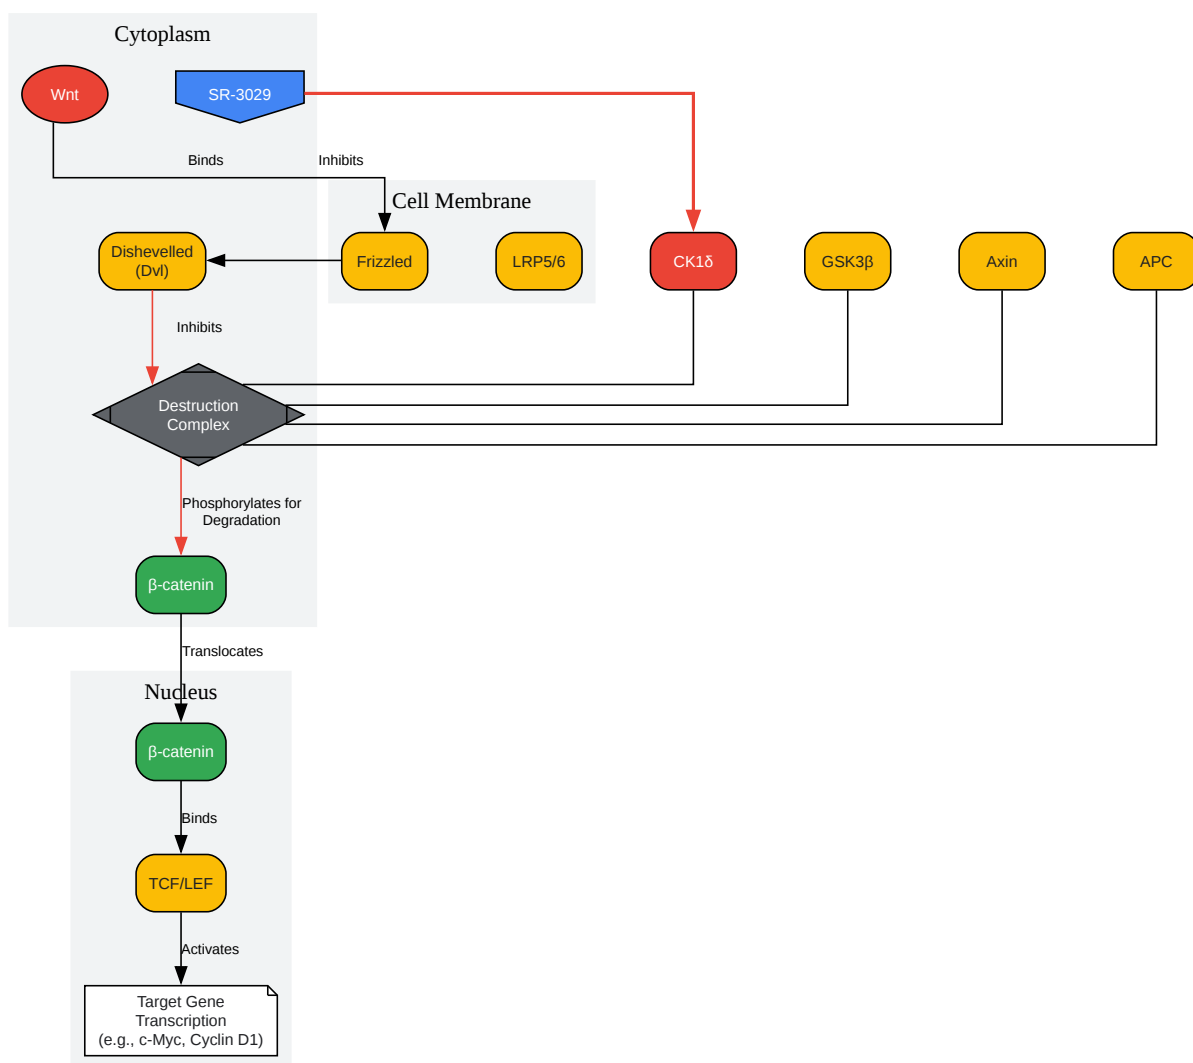 Cytoplasm
Wnt
SR-3029
Binds
Inhibits
Cell Membrane
Dishevelled
(Dvl)
Frizzled
LRP5/6
CK1δ
GSK3β
Axin
APC
Inhibits
Destruction
Complex
Phosphorylates for
Degradation
β-catenin
Translocates
Nucleus
β-catenin
Binds
TCF/LEF
Activates
Target Gene
Transcription
(e.g., c-Myc, Cyclin D1)